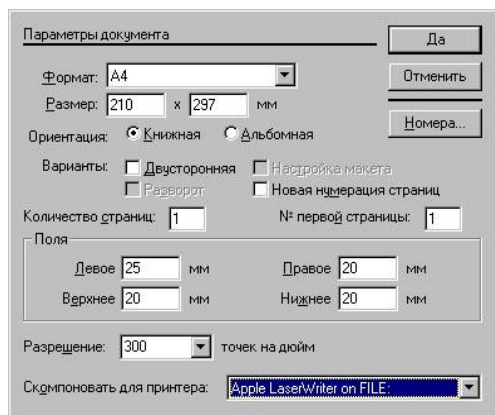 Параметры документа
Да
Формат: A4
Отменить
Размер: 210 x 297 мм
Номера...
Ориентация: Книжная Альбомная
Варианты: Двусторонняя Настройка макета
Разворот Новая нумерация страниц
Количество страниц: 1 № первой страницы: 1
Поля
Левое 25 мм Правое 20 мм
Верхнее 20 мм Нижнее 20 мм
Разрешение: 300 точек на дюйм
Скомпоновать для принтера: Apple LaserWriter on FILE: